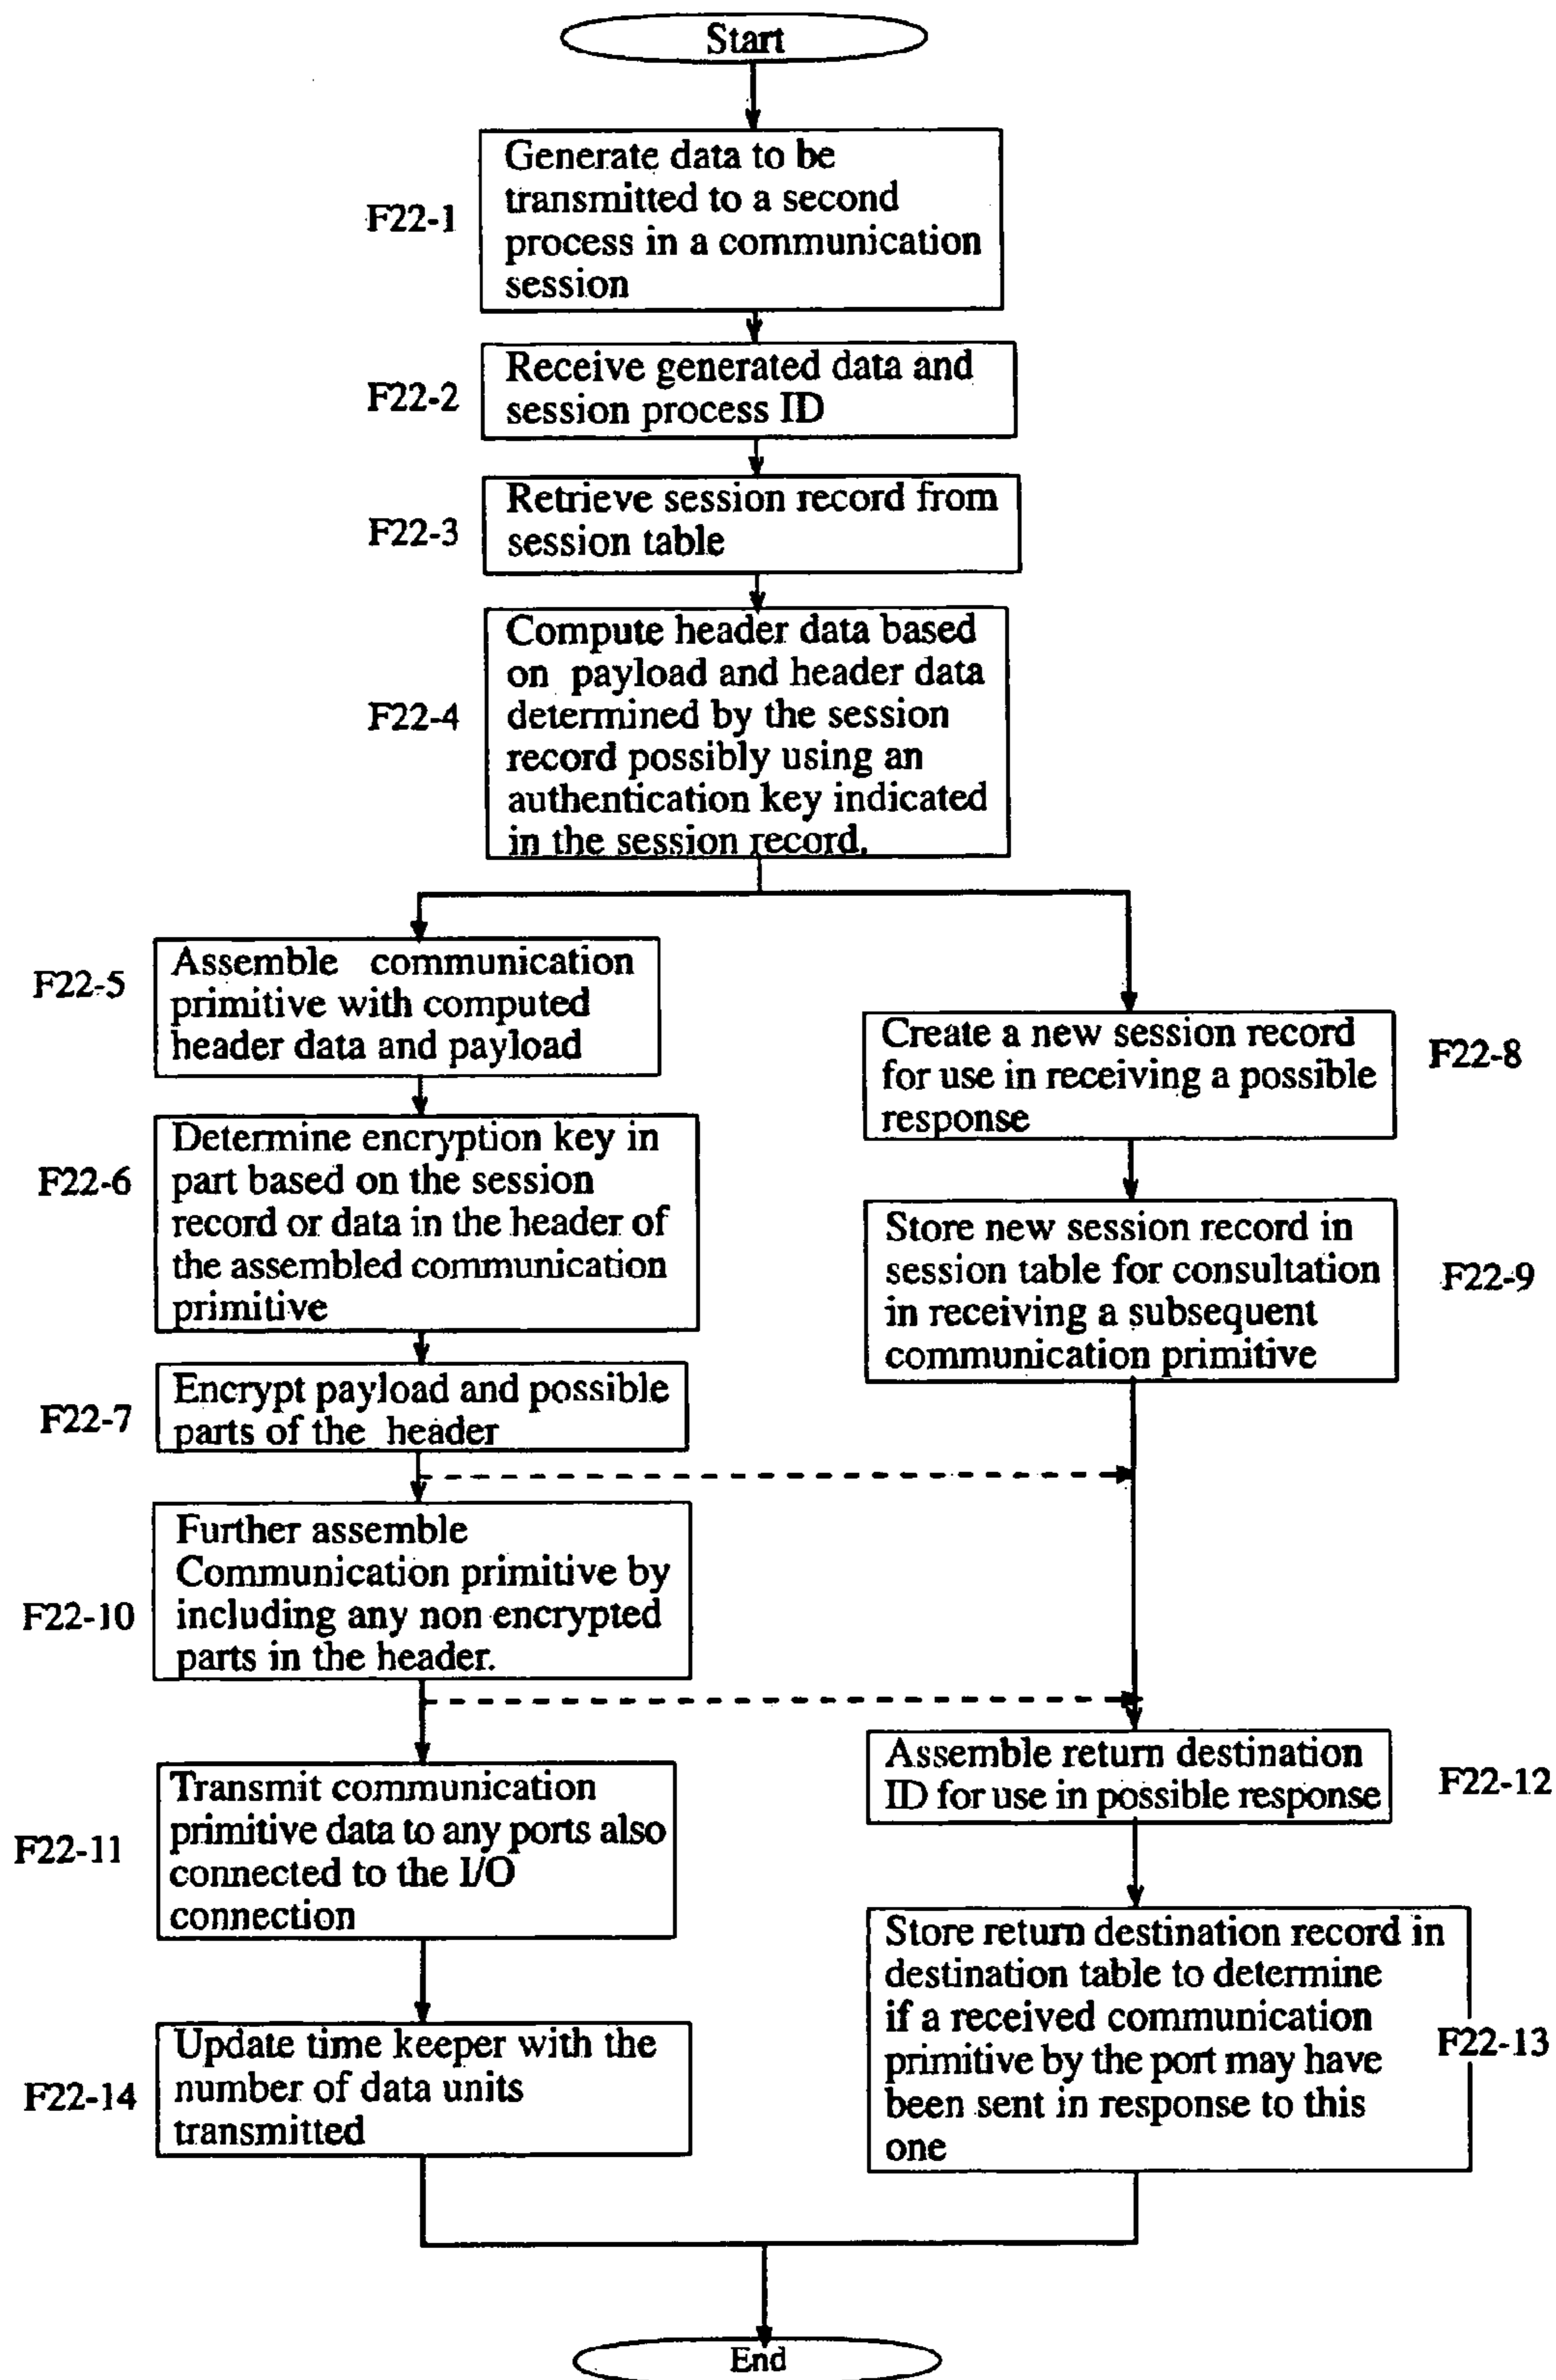 Start
F22-1
Generate data to be
transmitted to a second
process in a communication
session
F22-2
Receive generated data and
session process ID
F22-3
Retrieve session record from
session table
F22-4
Compute header data based
on payload and header data
determined by the session
record possibly using an
authentication key indicated
in the session record.
F22-5
Assemble communication
primitive with computed
header data and payload
F22-6
Determine encryption key in
part based on the session
record or data in the header of
the assembled communication
primitive
F22-7
Encrypt payload and possible
parts of the header
Create a new session record
for use in receiving a possible
response
F22-8
Store new session record in
session table for consultation
in receiving a subsequent
communication primitive
F22-9
F22-10
Further assemble
Communication primitive by
including any non encrypted
parts in the header.
F22-11
Transmit communication
primitive data to any ports also
connected to the I/O
connection
Assemble return destination
ID for use in possible response
F22-12
Store return destination record in
destination table to determine
if a received communication
primitive by the port may have
been sent in response to this
one
F22-13
F22-14
Update time keeper with the
number of data units
transmitted
End